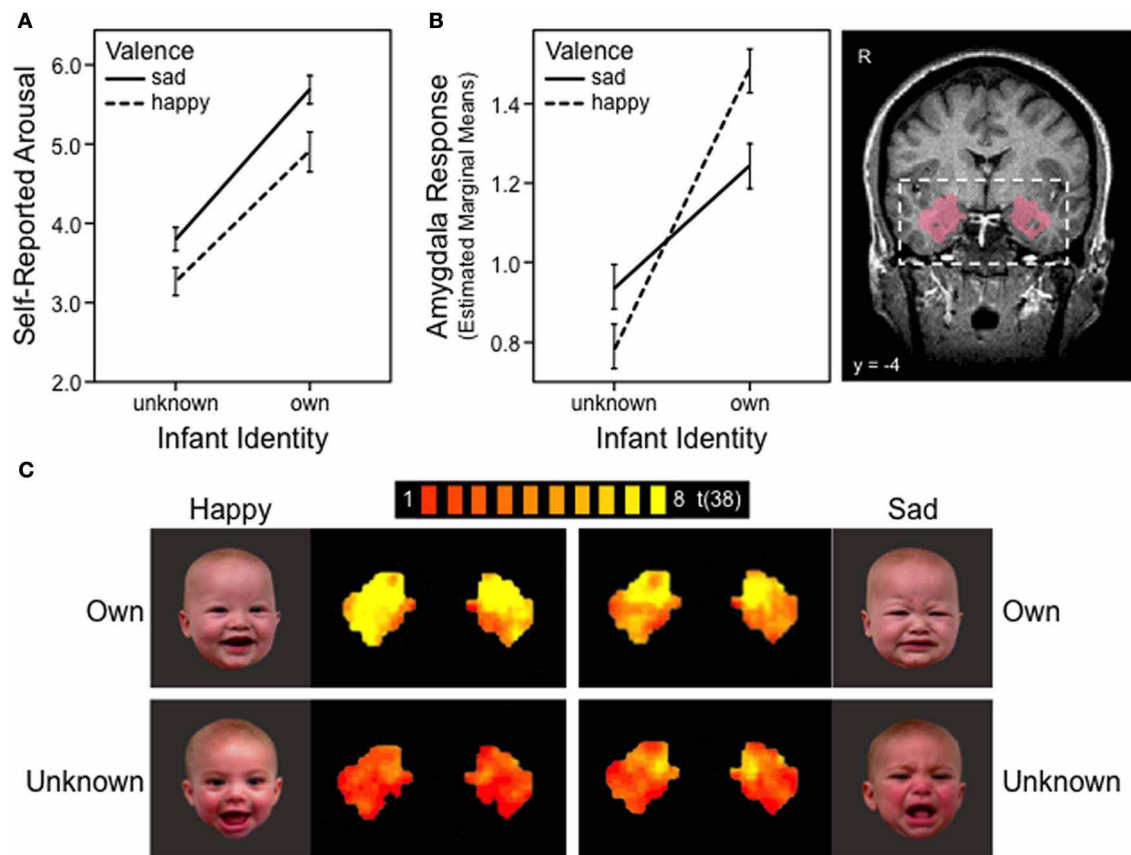 A
Valence
sad
happy
Self-Reported Arousal
6.0
5.0
4.0
3.0
2.0
unknown
own
Infant Identity
B
Valence
sad
happy
Amygdala Response
(Estimated Marginal Means)
1.4
1.2
1.0
0.8
unknown
own
Infant Identity
R
y = -4
C
1 8 t(38)
Happy
Sad
Own
Own
Unknown
Unknown